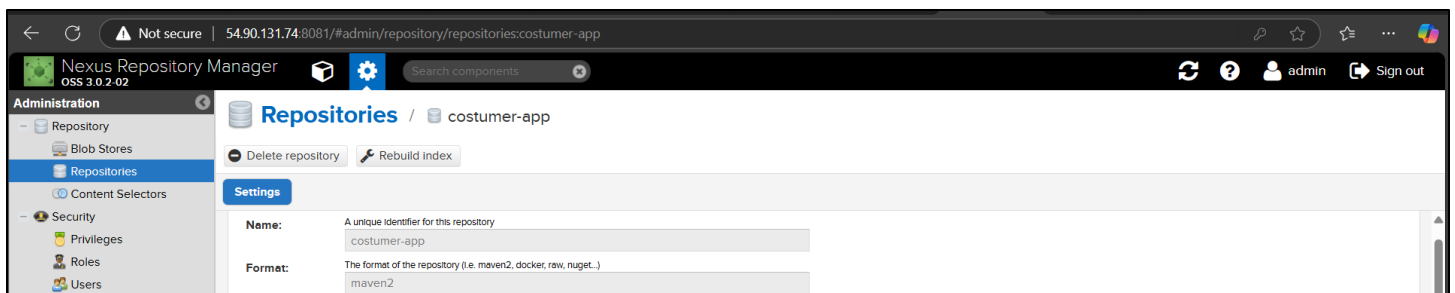 Not secure 54.90.131.74:8081/#admin/repository/repositories:costumer-app
Nexus Repository Manager
OSS 3.0.2-02
Search components
admin
Sign out
Administration
Repository
Blob Stores
Repositories
Content Selectors
Security
Privileges
Roles
Users
Repositories / costumer-app
Delete repository
Rebuild index
Settings
Name:
A unique identifier for this repository
costumer-app
Format:
The format of the repository (i.e. maven2, docker, raw, nuget...)
maven2